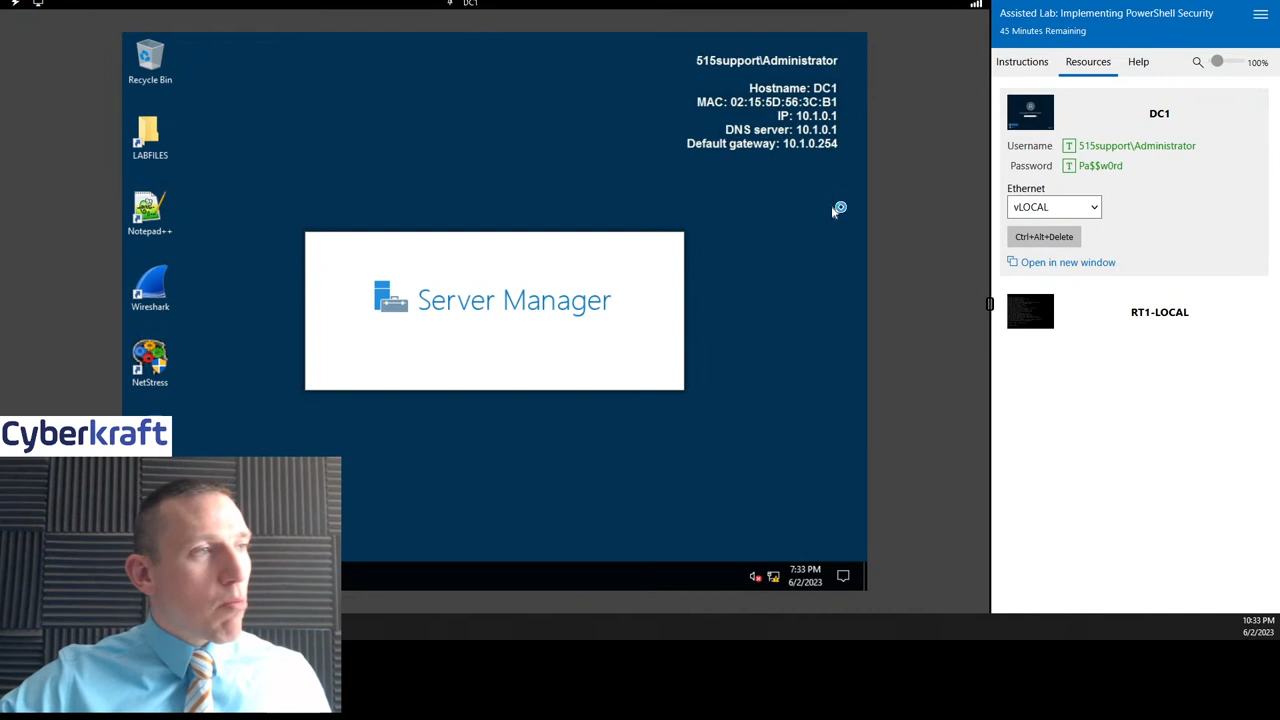 DC1
Recycle Bin
LABFILES
Notepad++
Wireshark
NetStress
515support\Administrator
Hostname: DC1
MAC: 02:15:5D:56:3C:B1
IP: 10.1.0.1
DNS server: 10.1.0.1
Default gateway: 10.1.0.254
Server Manager
7:33 PM
6/2/2023
Cyberkraft
Assisted Lab: Implementing PowerShell Security
45 Minutes Remaining
Instructions
Resources
Help
100%
DC1
Username T 515support\Administrator
Password T Pa$$w0rd
Ethernet
vLOCAL
Ctrl+Alt+Delete
Open in new window
RT1-LOCAL
10:33 PM
6/2/2023